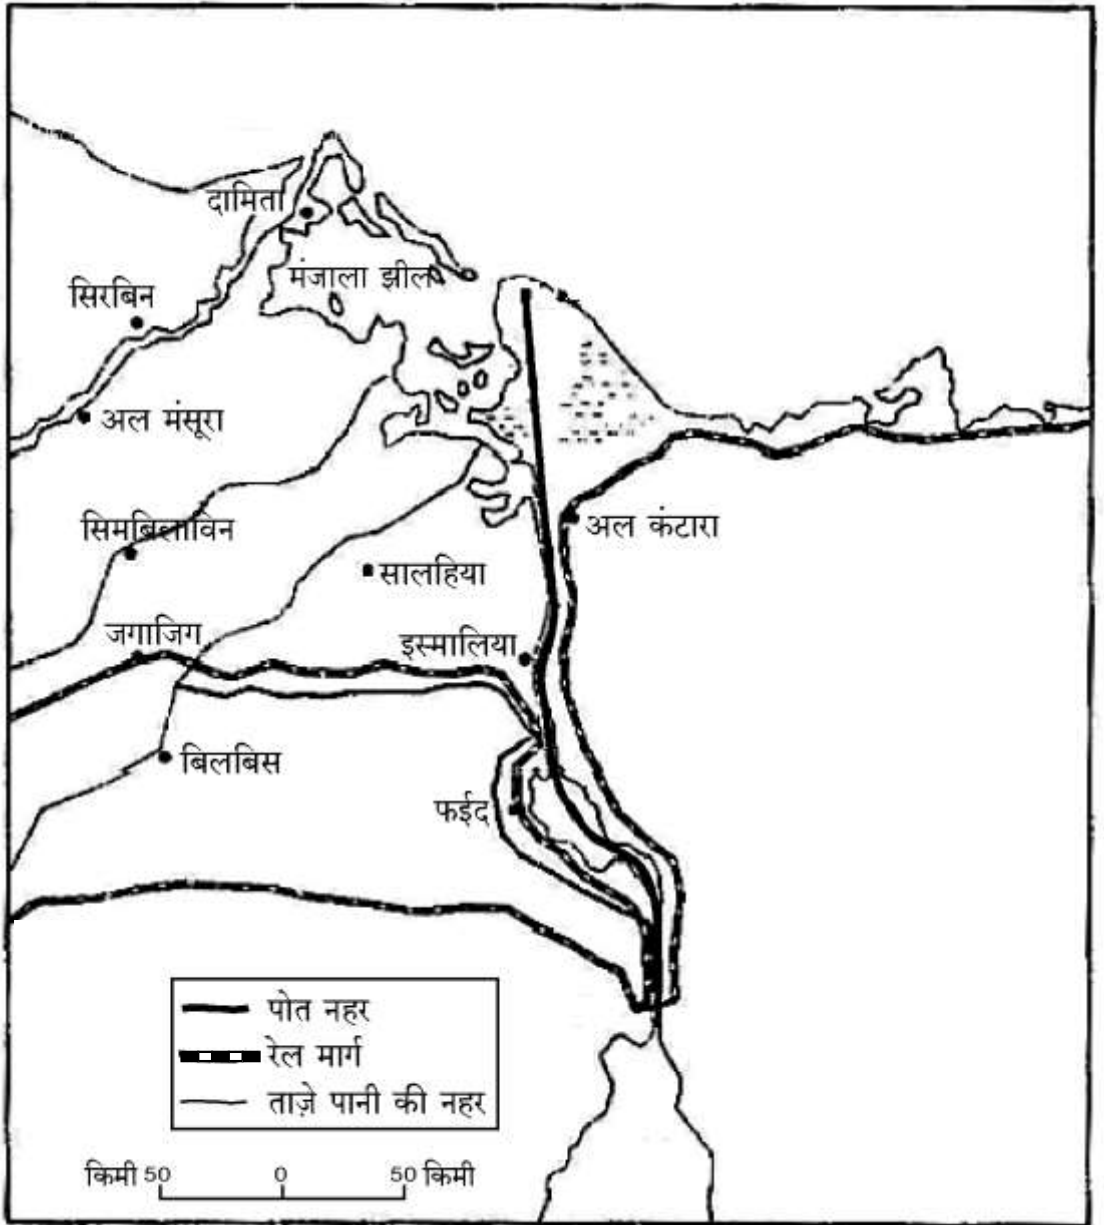 दामिता
मंजाला झील
सिरबिन
अल मंसूरा
सिमबिलाविन
अल कंटारा
सालहिया
जगाजिग
इस्मालिया
बिलबिस
फईद
पोत नहर
रेल मार्ग
ताज़े पानी की नहर
किमी 50 0 50 किमी